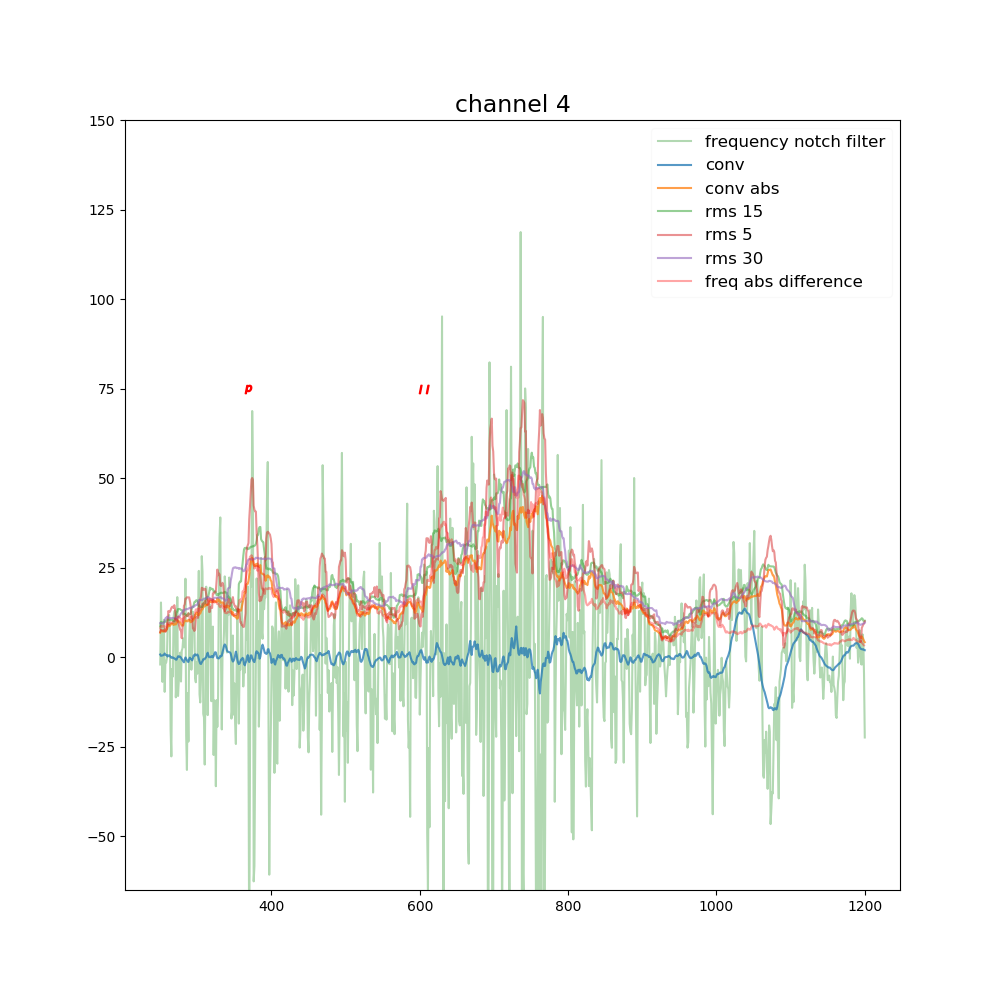 channel 4
150
125
100
75
50
25
0
−25
−50
400 600 800 1000 1200
frequency notch filter
conv
conv abs
rms 15
rms 5
rms 30
freq abs difference
p
ıı